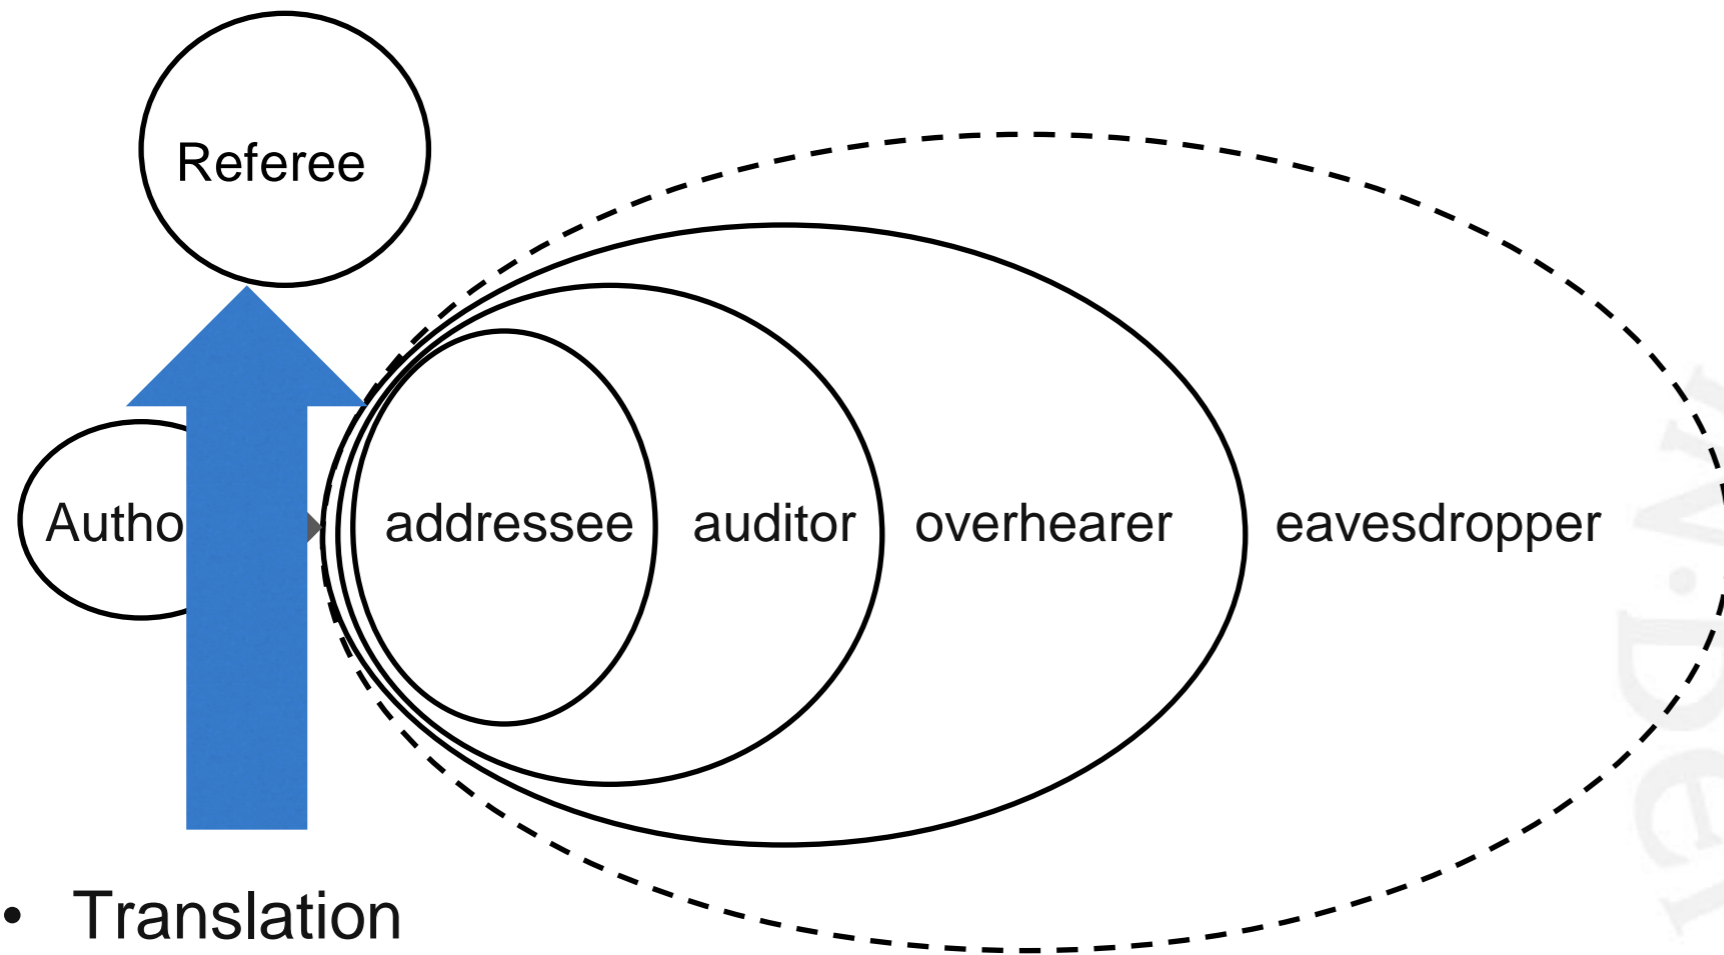 Referee
Autho
addressee
auditor
overhearer
eavesdropper
• Translation